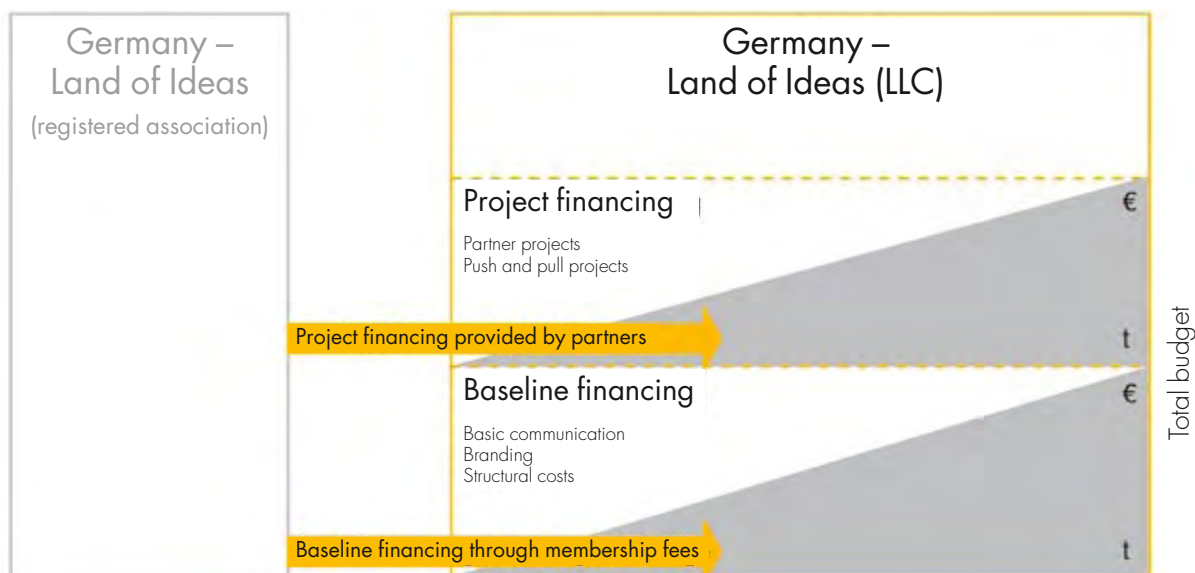 Germany –
Land of Ideas
(registered association)
Germany –
Land of Ideas (LLC)
Project financing
€
Partner projects
Push and pull projects
Project financing provided by partners
t
Baseline financing
€
Basic communication
Branding
Structural costs
Baseline financing through membership fees
t
Total budget